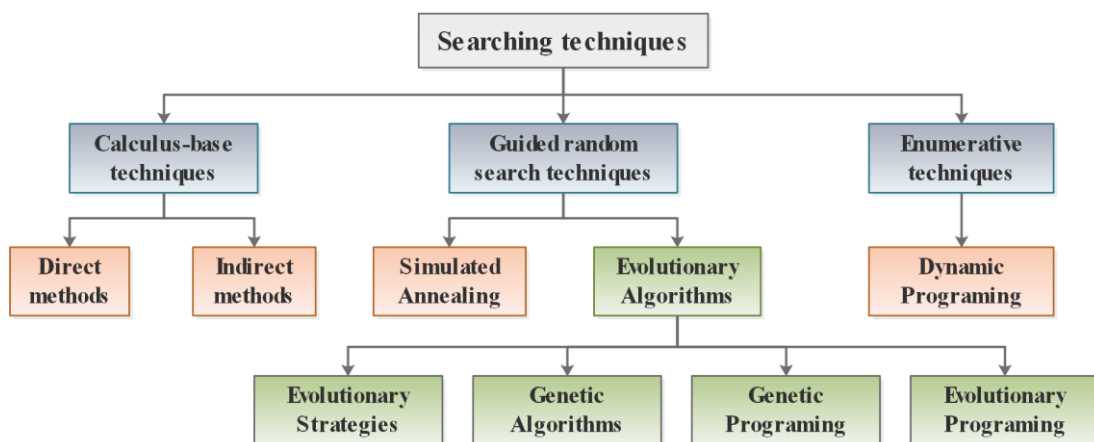 Searching techniques
Calculus-base
techniques
Guided random
search techniques
Enumerative
techniques
Direct
methods
Indirect
methods
Simulated
Annealing
Evolutionary
Algorithms
Dynamic
Programing
Evolutionary
Strategies
Genetic
Algorithms
Genetic
Programing
Evolutionary
Programing